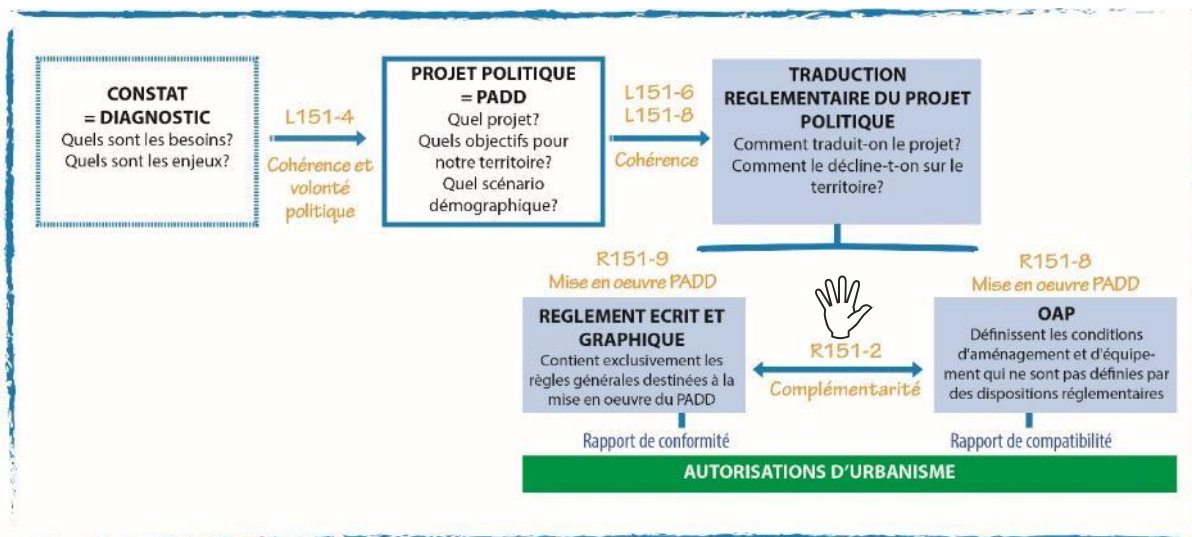 CONSTAT
= DIAGNOSTIC
Quels sont les besoins?
Quels sont les enjeux?
L151-4
Cohérence et
volonté
politique
PROJET POLITIQUE
= PADD
Quel projet?
Quels objectifs pour
notre territoire?
Quel scénario
démographique?
L151-6
L151-8
Cohérence
TRADUCTION
REGLEMENTAIRE DU PROJET
POLITIQUE
Comment traduit-on le projet?
Comment le décline-t-on sur le
territoire?
R151-9
Mise en oeuvre PADD
REGLEMENT ECRIT ET
GRAPHIQUE
Contient exclusivement les
règles générales destinées à la
mise en oeuvre du PADD
R151-2
Complémentarité
R151-8
Mise en oeuvre PADD
OAP
Définissent les conditions
d'aménagement et d'équipe-
ment qui ne sont pas définies par
des dispositions réglementaires
Rapport de conformité
Rapport de compatibilité
AUTORISATIONS D'URBANISME